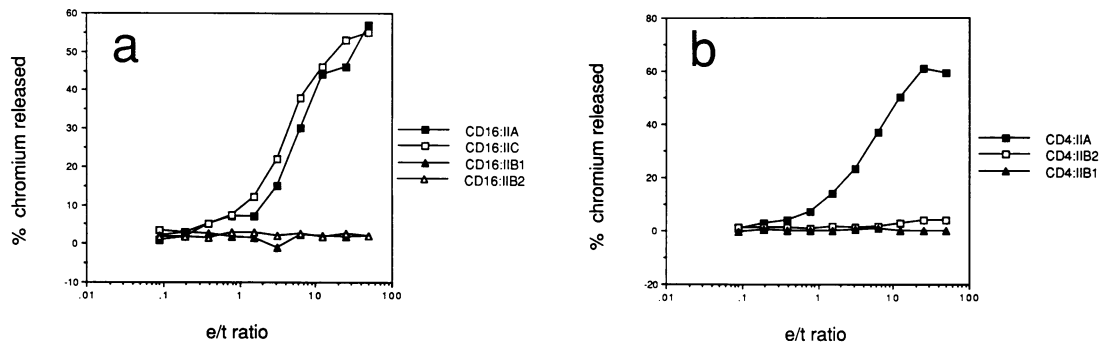 a
% chromium released
60
50
40
30
20
10
0
-10
.01
.1
1
10
100
e/t ratio
CD16:IIA
CD16:IIC
CD16:IIB1
CD16:IIB2
b
% chromium released
80
60
40
20
0
-20
.01
.1
1
10
100
e/t ratio
CD4:IIA
CD4:IIB2
CD4:IIB1